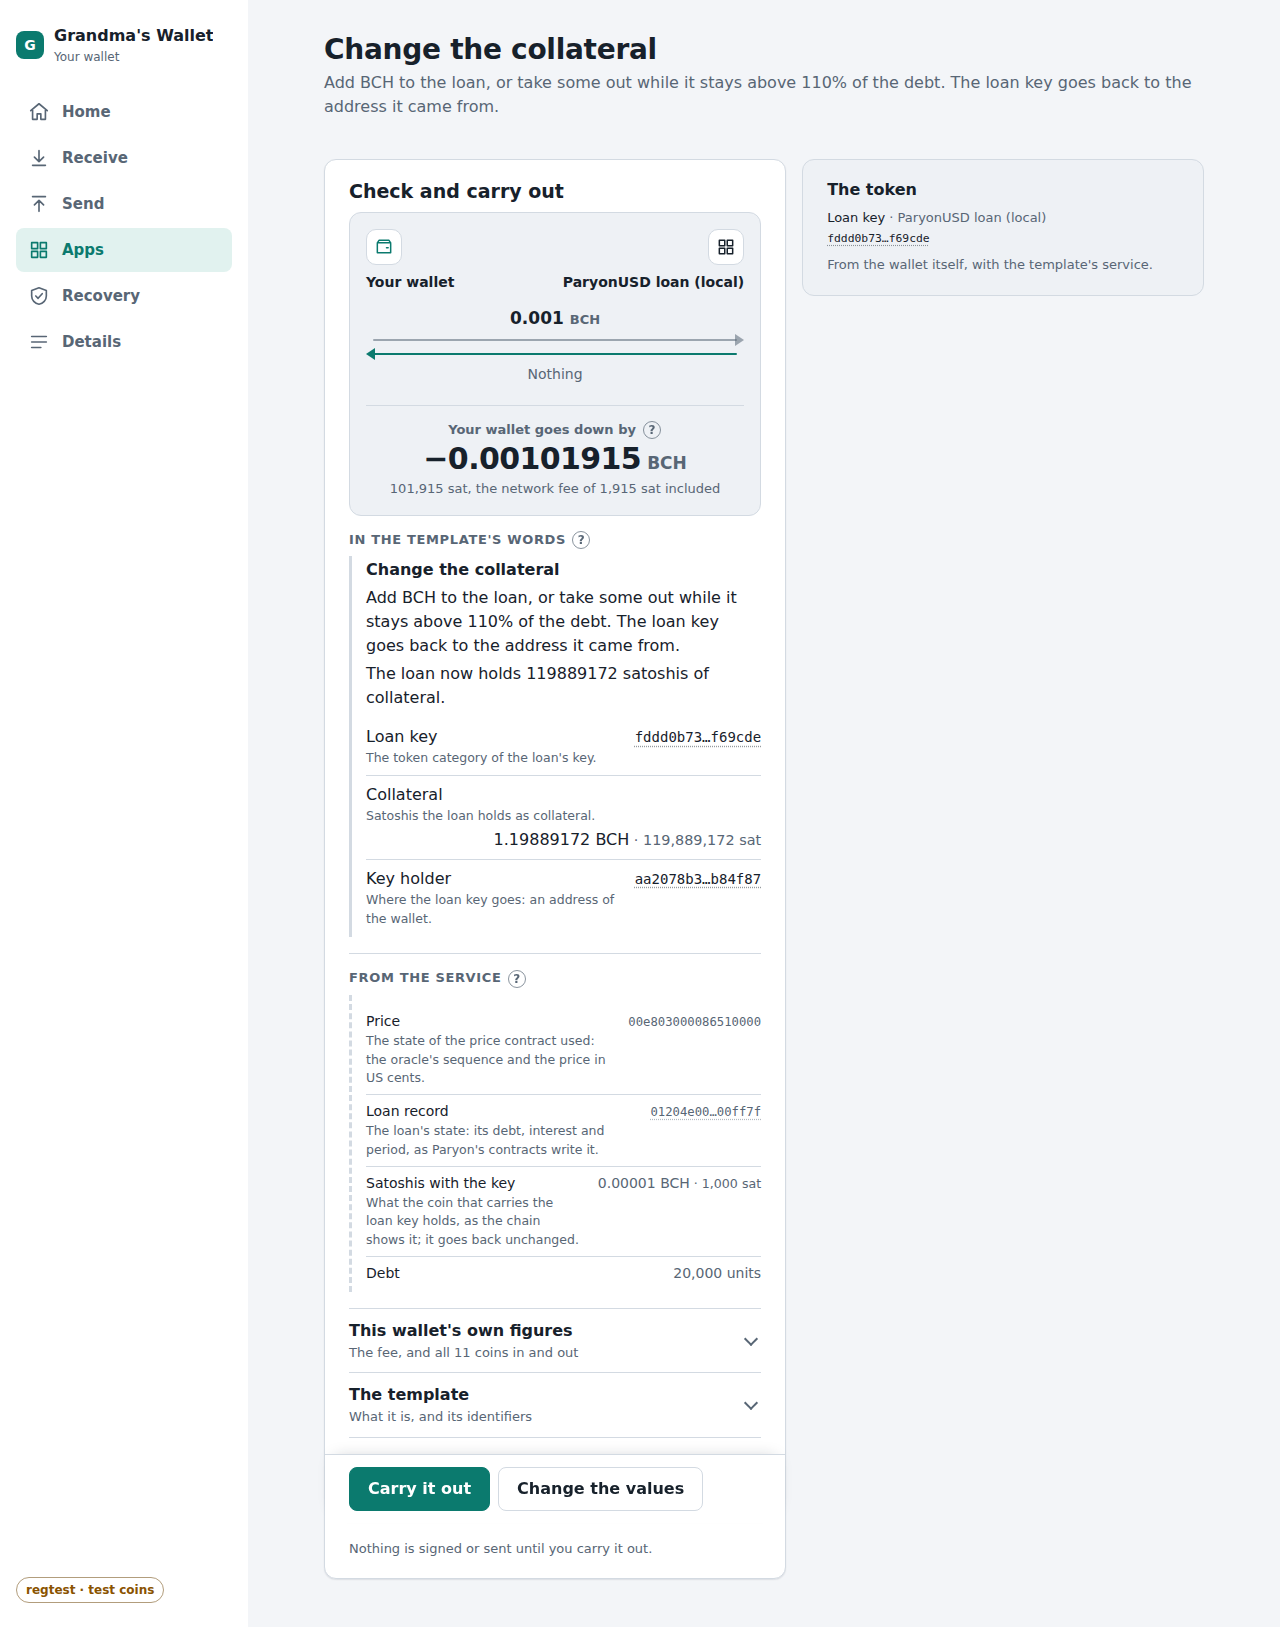 G
Grandma's Wallet
Your wallet
Home
Receive
Send
Apps
Recovery
Details
regtest · test coins
Change the collateral
Add BCH to the loan, or take some out while it stays above 110% of the debt. The loan key goes back to the
address it came from.
Check and carry out
Your wallet
ParyonUSD loan (local)
0.001 BCH
Nothing
Your wallet goes down by ?
−0.00101915 BCH
101,915 sat, the network fee of 1,915 sat included
IN THE TEMPLATE'S WORDS ?
Change the collateral
Add BCH to the loan, or take some out while it
stays above 110% of the debt. The loan key
goes back to the address it came from.
The loan now holds 119889172 satoshis of
collateral.
Loan key fddd0b73…f69cde
The token category of the loan's key.
Collateral
Satoshis the loan holds as collateral.
1.19889172 BCH · 119,889,172 sat
Key holder aa2078b3…b84f87
Where the loan key goes: an address of
the wallet.
FROM THE SERVICE ?
Price 00e803000086510000
The state of the price contract used:
the oracle's sequence and the price in
US cents.
Loan record 01204e00…00ff7f
The loan's state: its debt, interest and
period, as Paryon's contracts write it.
Satoshis with the key 0.00001 BCH · 1,000 sat
What the coin that carries the
loan key holds, as the chain
shows it; it goes back unchanged.
Debt 20,000 units
This wallet's own figures
The fee, and all 11 coins in and out
The template
What it is, and its identifiers
Carry it out
Change the values
Nothing is signed or sent until you carry it out.
The token
Loan key · ParyonUSD loan (local)
fddd0b73…f69cde
From the wallet itself, with the template's service.